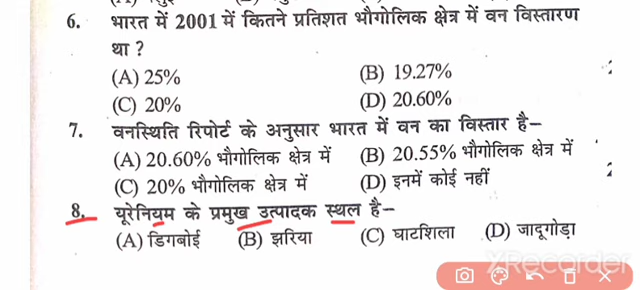 6. भारत में 2001 में कितने प्रतिशत भौगोलिक क्षेत्र में वन विस्तारण
था ?
(A) 25% (B) 19.27%
(C) 20% (D) 20.60%
7. वनस्थिति रिपोर्ट के अनुसार भारत में वन का विस्तार है–
(A) 20.60% भौगोलिक क्षेत्र में (B) 20.55% भौगोलिक क्षेत्र में
(C) 20% भौगोलिक क्षेत्र में (D) इनमें कोई नहीं
8. यूरेनियम के प्रमुख उत्पादक स्थल है–
(A) डिगबोई (B) झरिया (C) घाटशिला (D) जादूगोड़ा
XRecorder